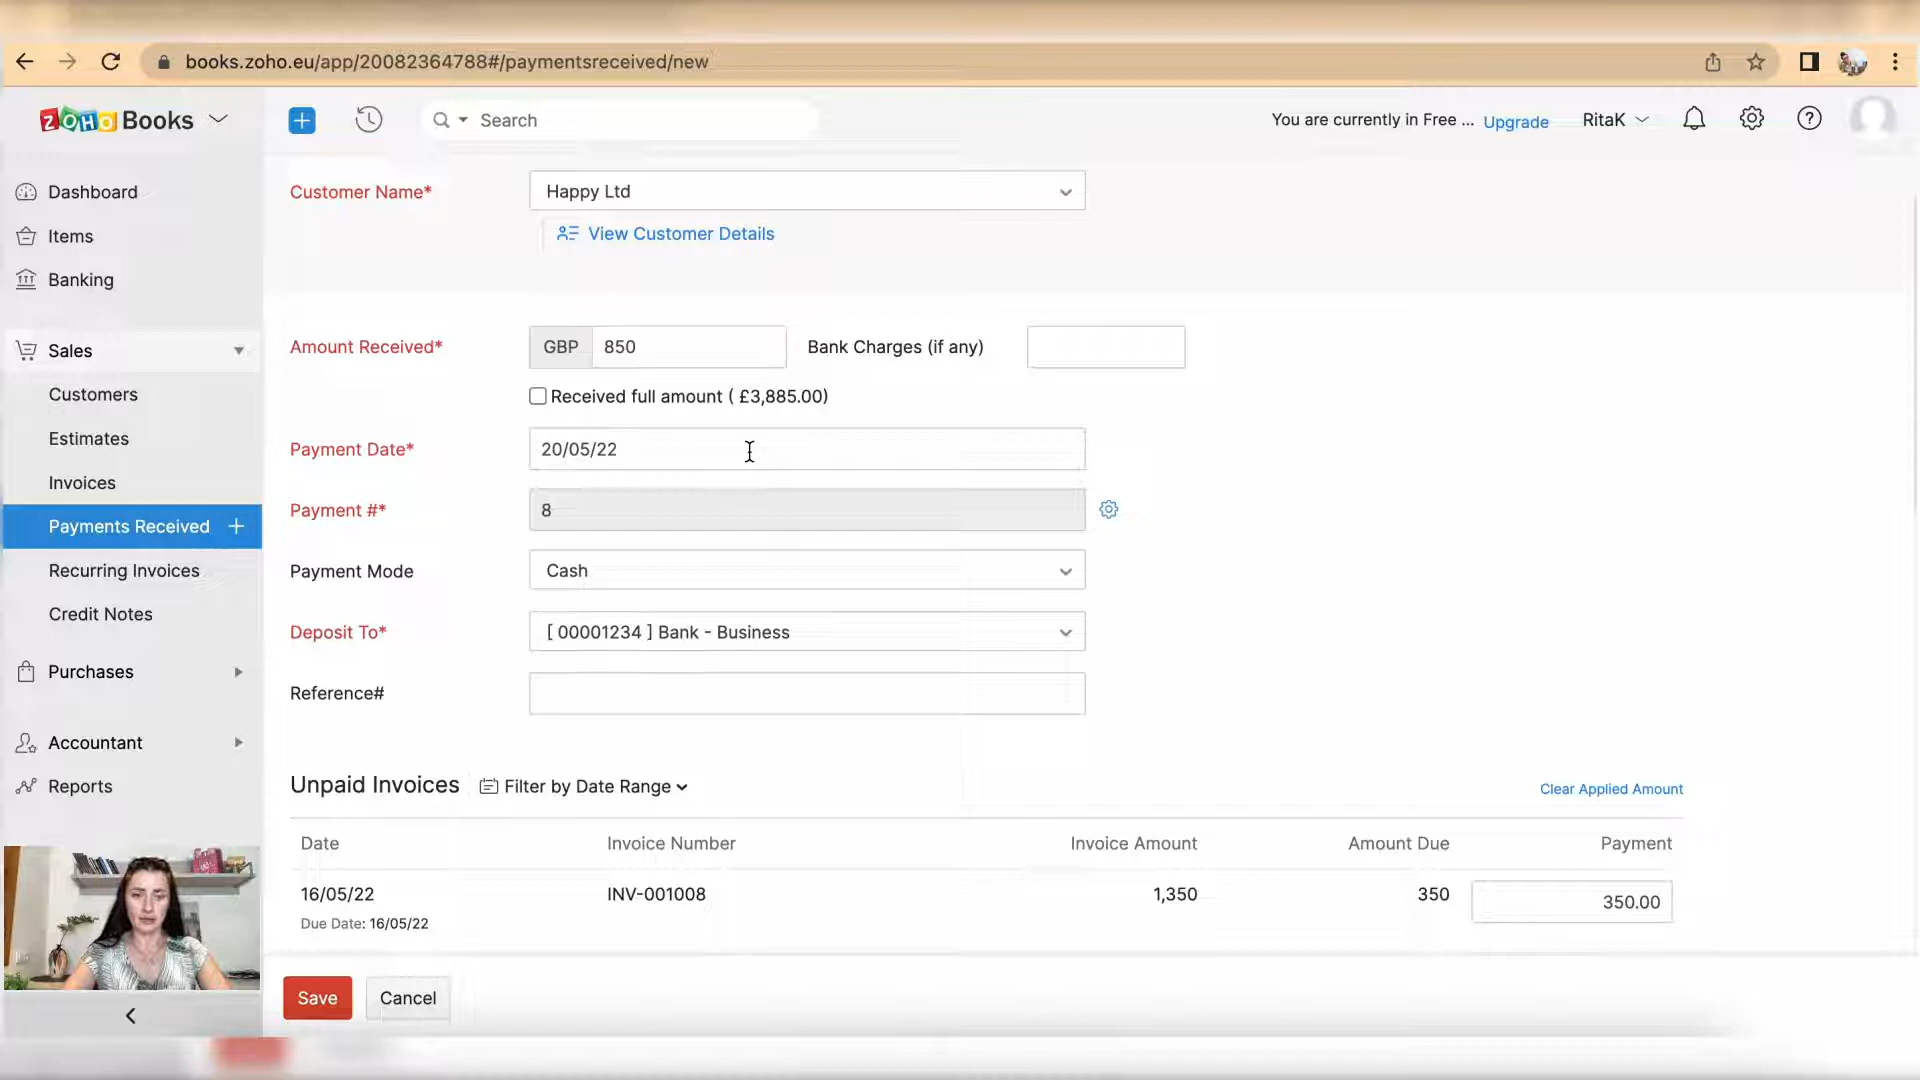 books.zoho.eu/app/20082364788#/paymentsreceived/new
ZOHO Books
Search
You are currently in Free ... Upgrade
RitaK
Dashboard
Items
Banking
Sales
Customers
Estimates
Invoices
Payments Received +
Recurring Invoices
Credit Notes
Purchases
Accountant
Reports
Customer Name* Happy Ltd
View Customer Details
Amount Received* GBP 850 Bank Charges (if any)
Received full amount ( £3,885.00)
Payment Date* 20/05/22
Payment #* 8
Payment Mode Cash
Deposit To* [ 00001234 ] Bank - Business
Reference#
Unpaid Invoices Filter by Date Range Clear Applied Amount
Date Invoice Number Invoice Amount Amount Due Payment
16/05/22 INV-001008 1,350 350 350.00
Due Date: 16/05/22
Save Cancel